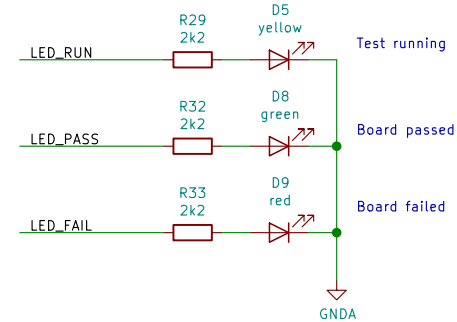 R29
2k2
D5
yellow
Test running
LED_RUN
R32
2k2
D8
green
Board passed
LED_PASS
R33
2k2
D9
red
Board failed
LED_FAIL
GNDA